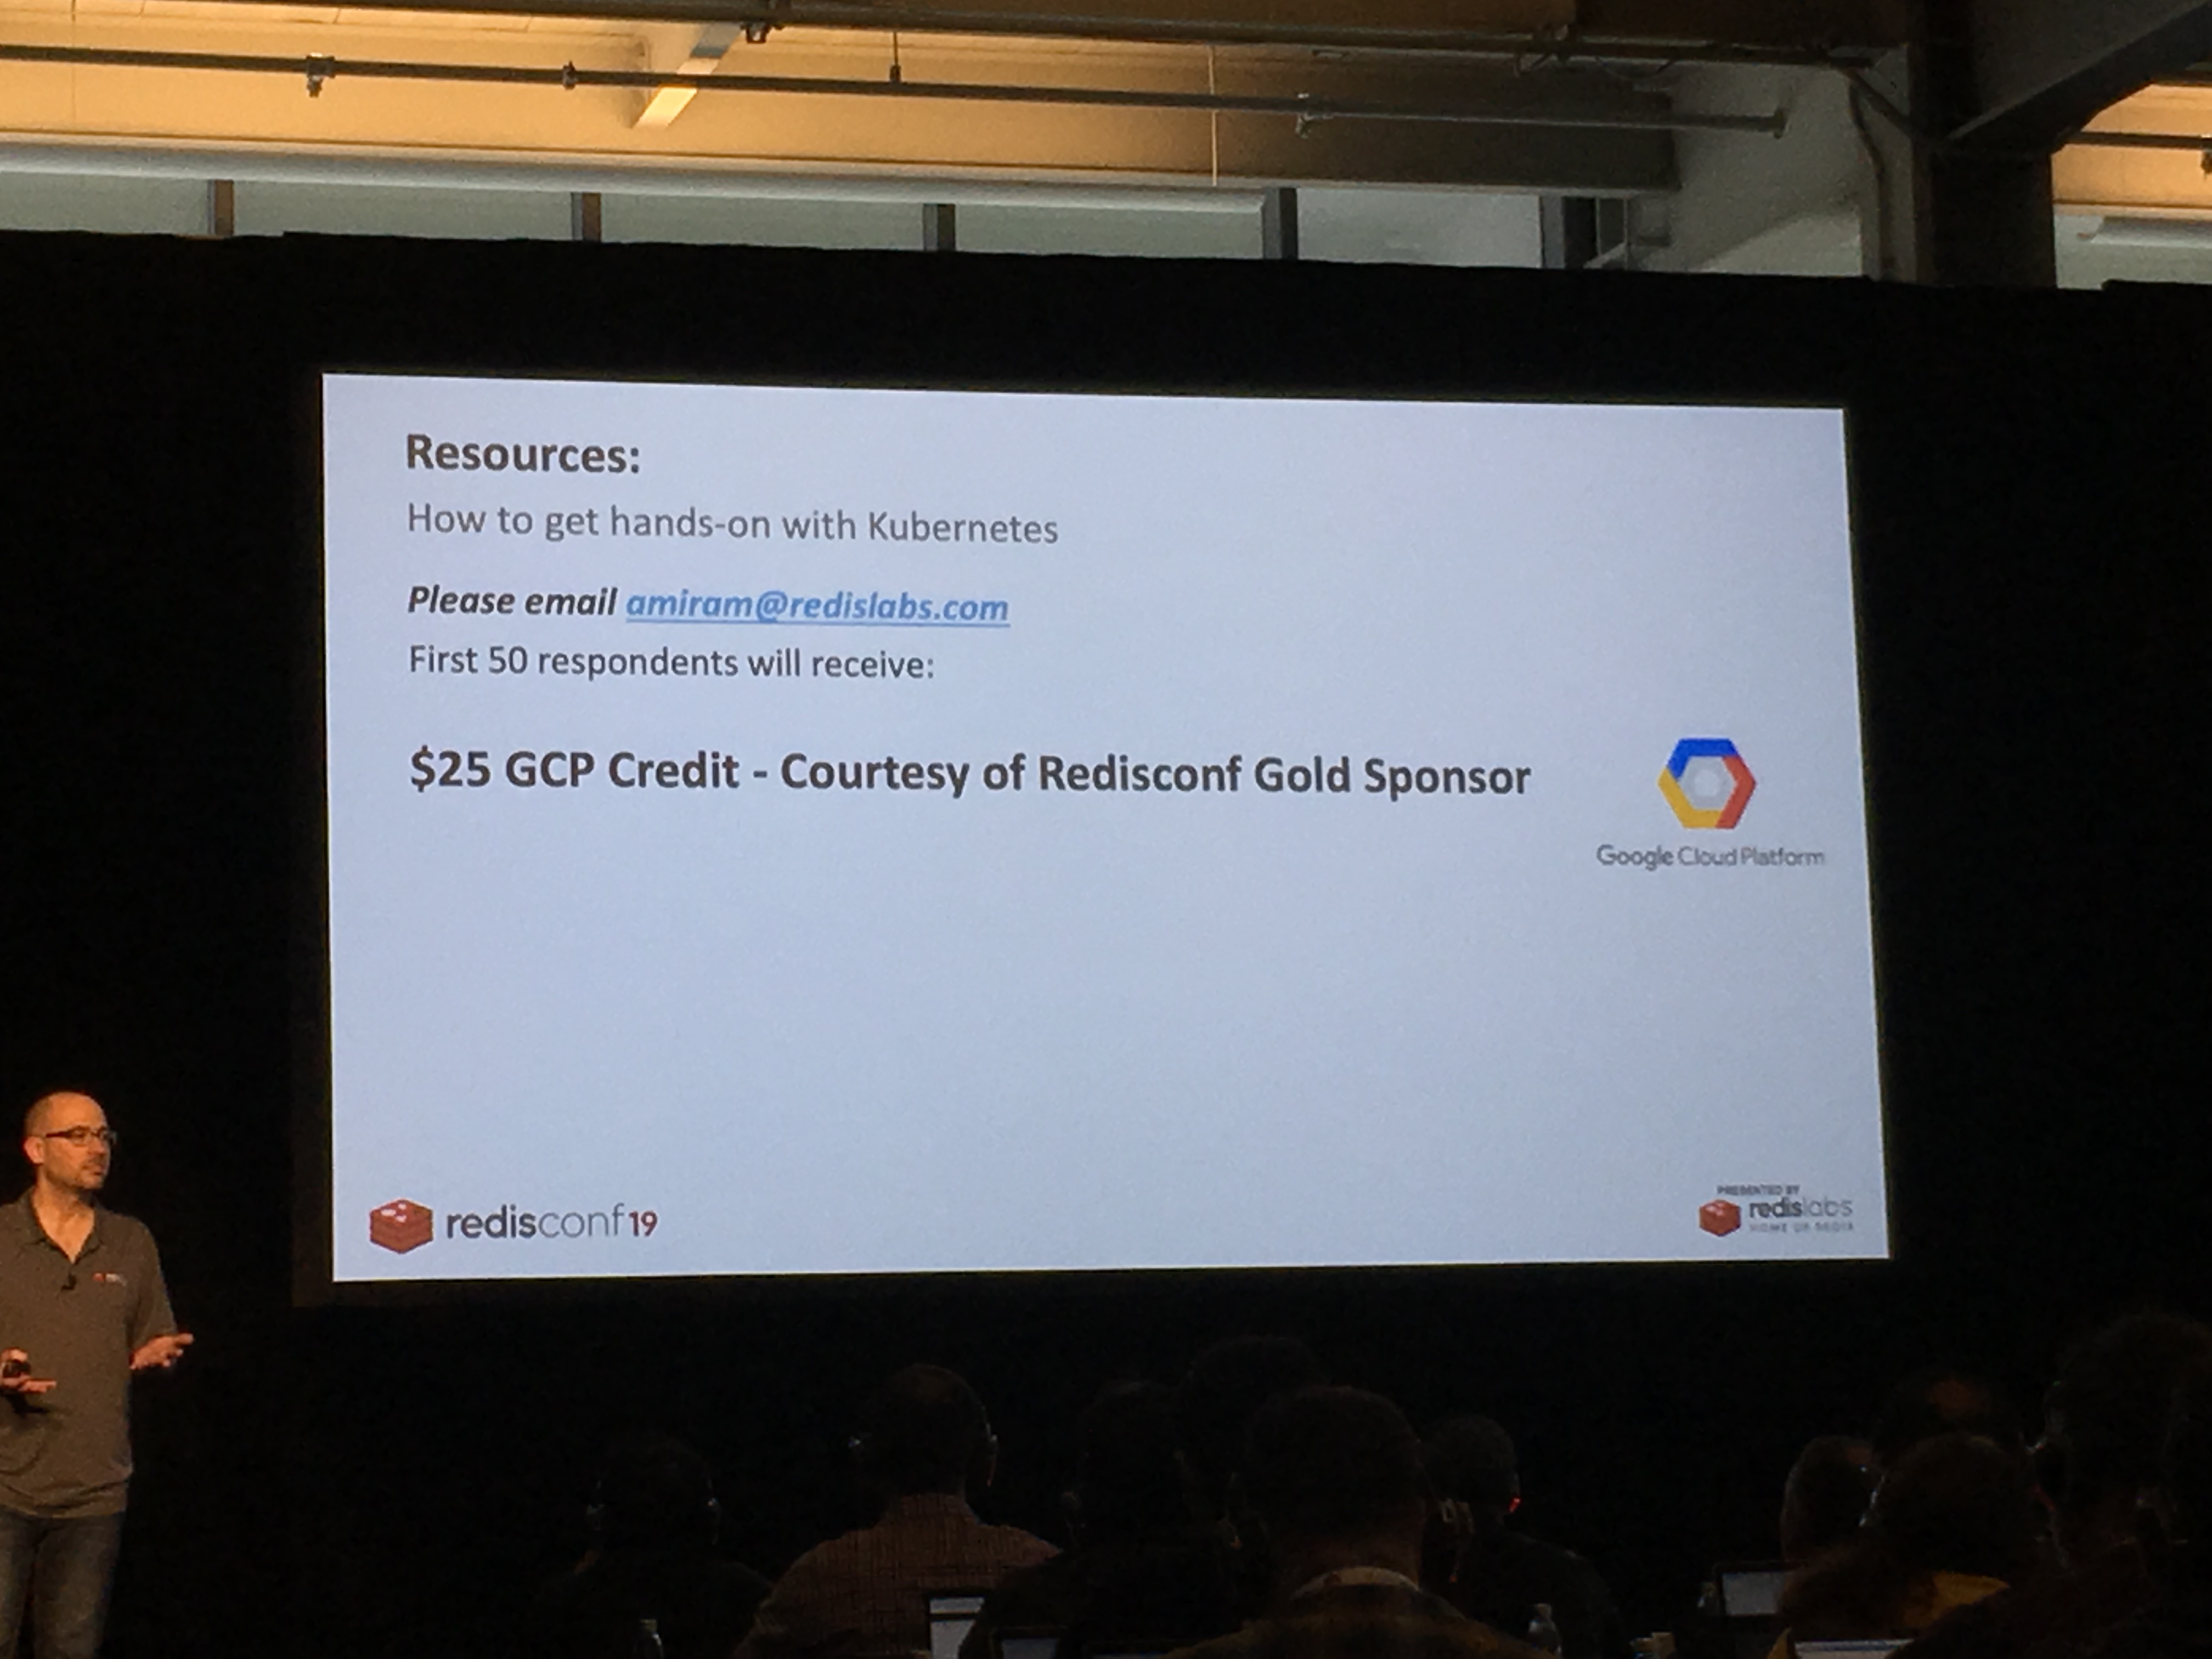 Resources:
How to get hands-on with Kubernetes
Please email amiram@redislabs.com
First 50 respondents will receive:
$25 GCP Credit - Courtesy of Redisconf Gold Sponsor
Google Cloud Platform
redisconf19
PRESENTED BY
redislabs
HOME OF REDIS